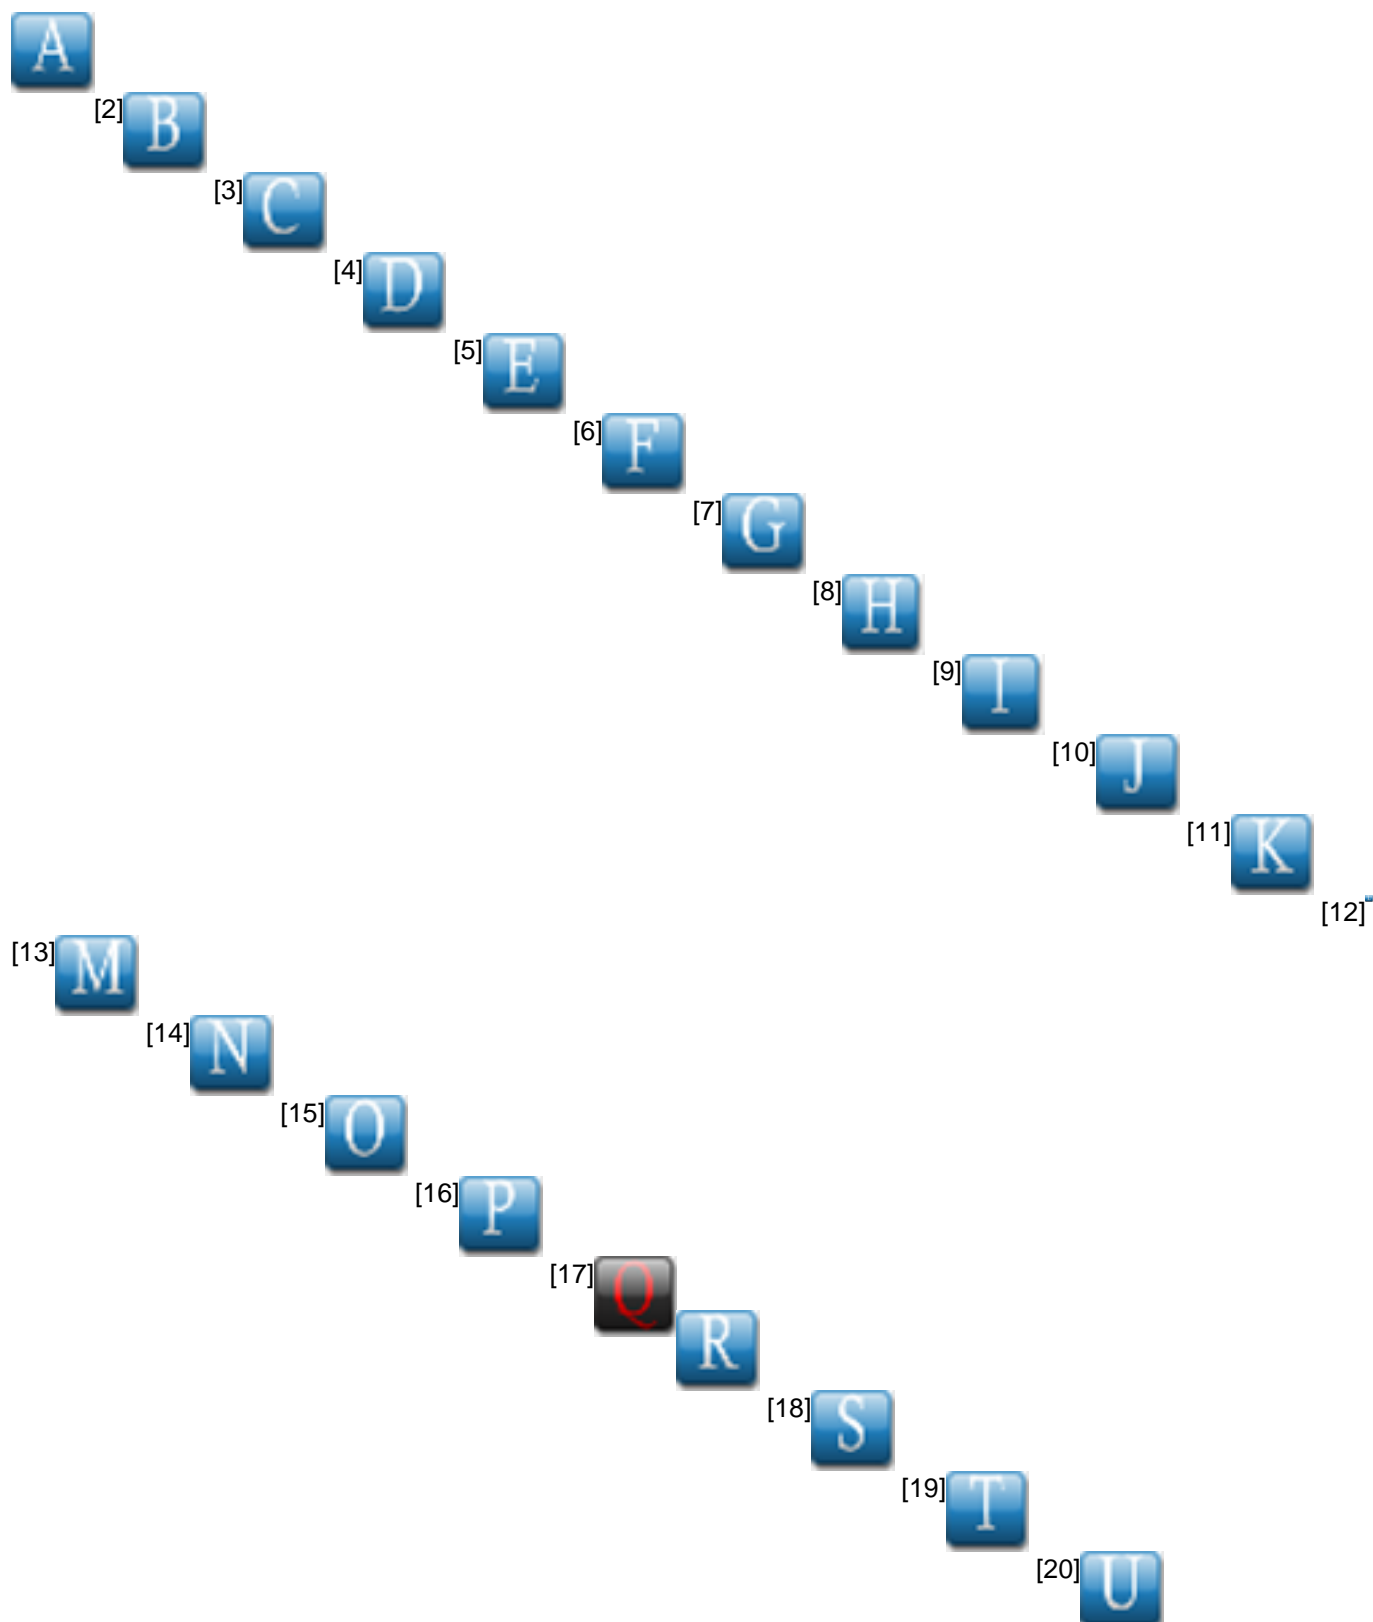 A
[2] B
[3] C
[4] D
[5] E
[6] F
[7] G
[8] H
[9] I
[10] J
[11] K
[12]
[13] M
[14] N
[15] O
[16] P
[17] Q
R
[18] S
[19] T
[20] U